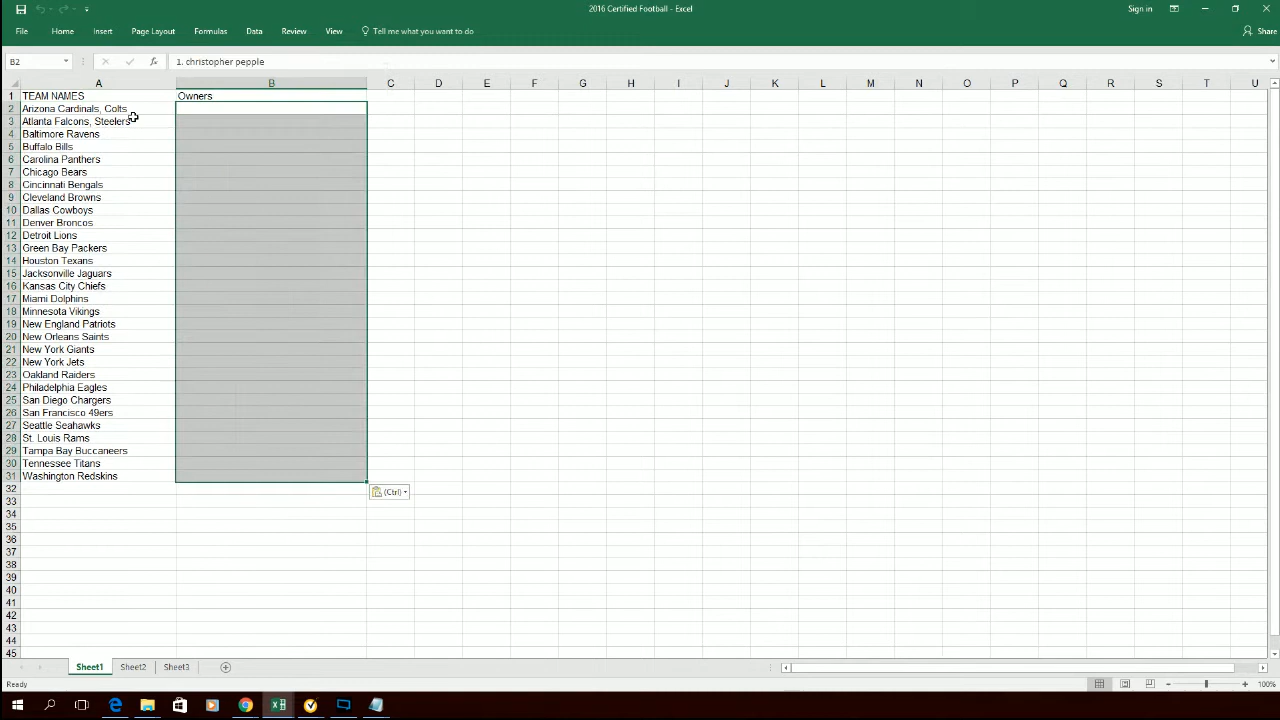 2016 Certified Football - Excel
Sign in
File Home Insert Page Layout Formulas Data Review View Tell me what you want to do Share
B2 fx 1. christopher pepple
A B C D E F G H I J K L M N O P Q R S T U
1 TEAM NAMES Owners
2 Arizona Cardinals, Colts
3 Atlanta Falcons, Steelers
4 Baltimore Ravens
5 Buffalo Bills
6 Carolina Panthers
7 Chicago Bears
8 Cincinnati Bengals
9 Cleveland Browns
10 Dallas Cowboys
11 Denver Broncos
12 Detroit Lions
13 Green Bay Packers
14 Houston Texans
15 Jacksonville Jaguars
16 Kansas City Chiefs
17 Miami Dolphins
18 Minnesota Vikings
19 New England Patriots
20 New Orleans Saints
21 New York Giants
22 New York Jets
23 Oakland Raiders
24 Philadelphia Eagles
25 San Diego Chargers
26 San Francisco 49ers
27 Seattle Seahawks
28 St. Louis Rams
29 Tampa Bay Buccaneers
30 Tennessee Titans
31 Washington Redskins
32 (Ctrl)
33
34
35
36
37
38
39
40
41
42
43
44
45
Sheet1 Sheet2 Sheet3
Ready 100%